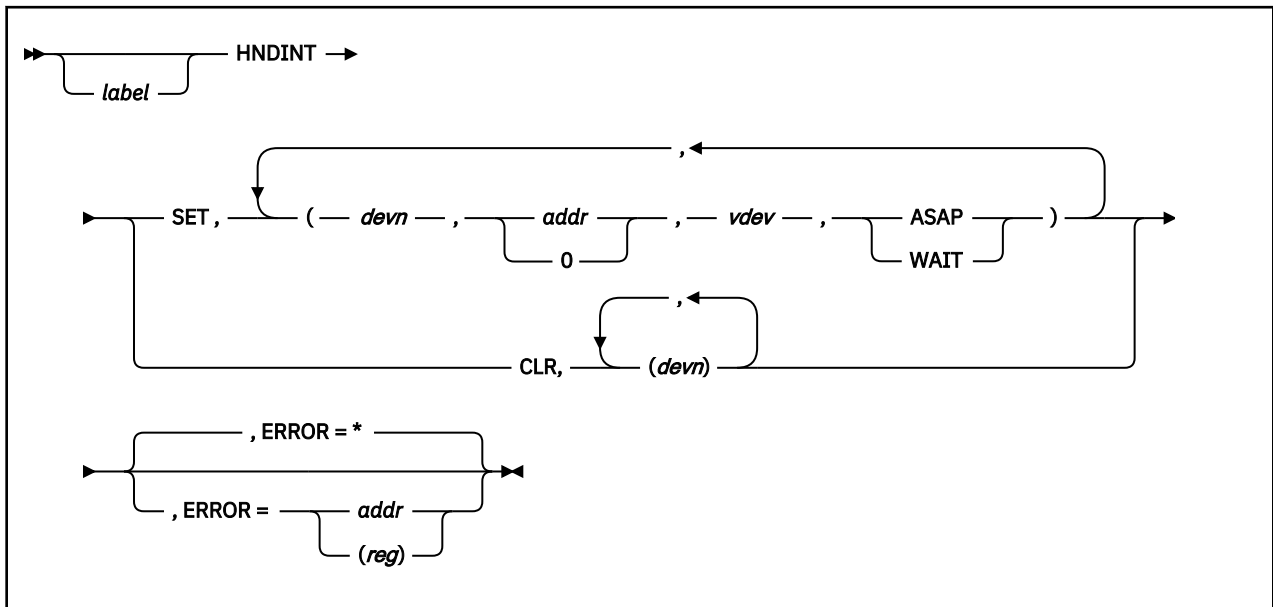 HNDINT
label
,
SET , ( devn , addr , vdev , ASAP )
0 WAIT
,
CLR, (devn)
, ERROR = *
, ERROR = addr
(reg)